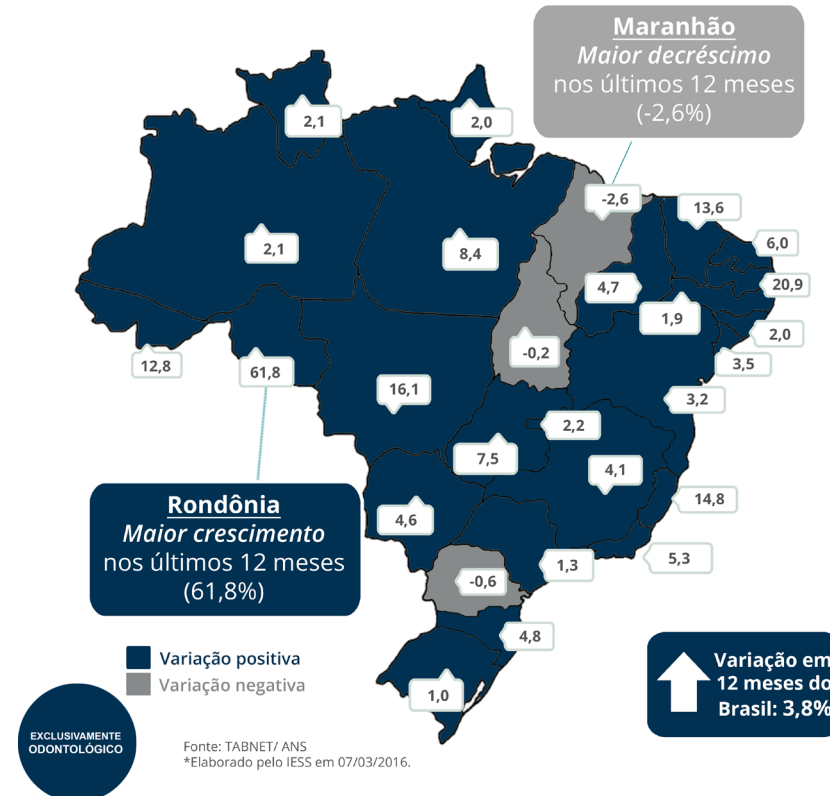 Maranhão
Maior decréscimo
nos últimos 12 meses
(-2,6%)
2,1
2,0
-2,6
13,6
2,1
8,4
6,0
4,7
20,9
1,9
2,0
-0,2
3,5
12,8
61,8
16,1
3,2
2,2
7,5
4,1
14,8
Rondônia
Maior crescimento
nos últimos 12 meses
(61,8%)
4,6
5,3
1,3
-0,6
4,8
1,0
Variação positiva
Variação negativa
Variação em
12 meses do
Brasil: 3,8%
EXCLUSIVAMENTE
ODONTOLÓGICO
Fonte: TABNET/ ANS
*Elaborado pelo IESS em 07/03/2016.